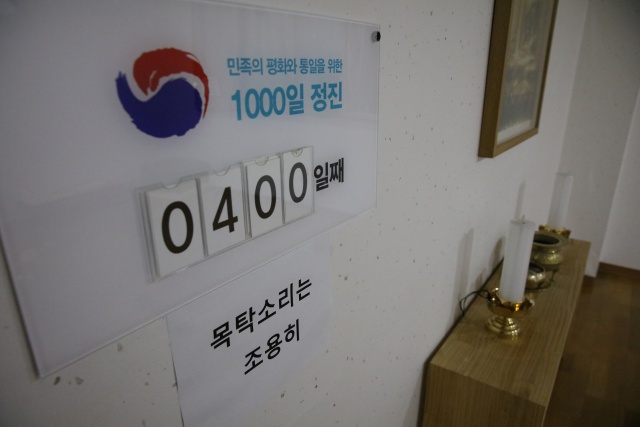 민족의 평화와 통일을 위한
1000일 정진
0400일째
목탁소리는
조용히